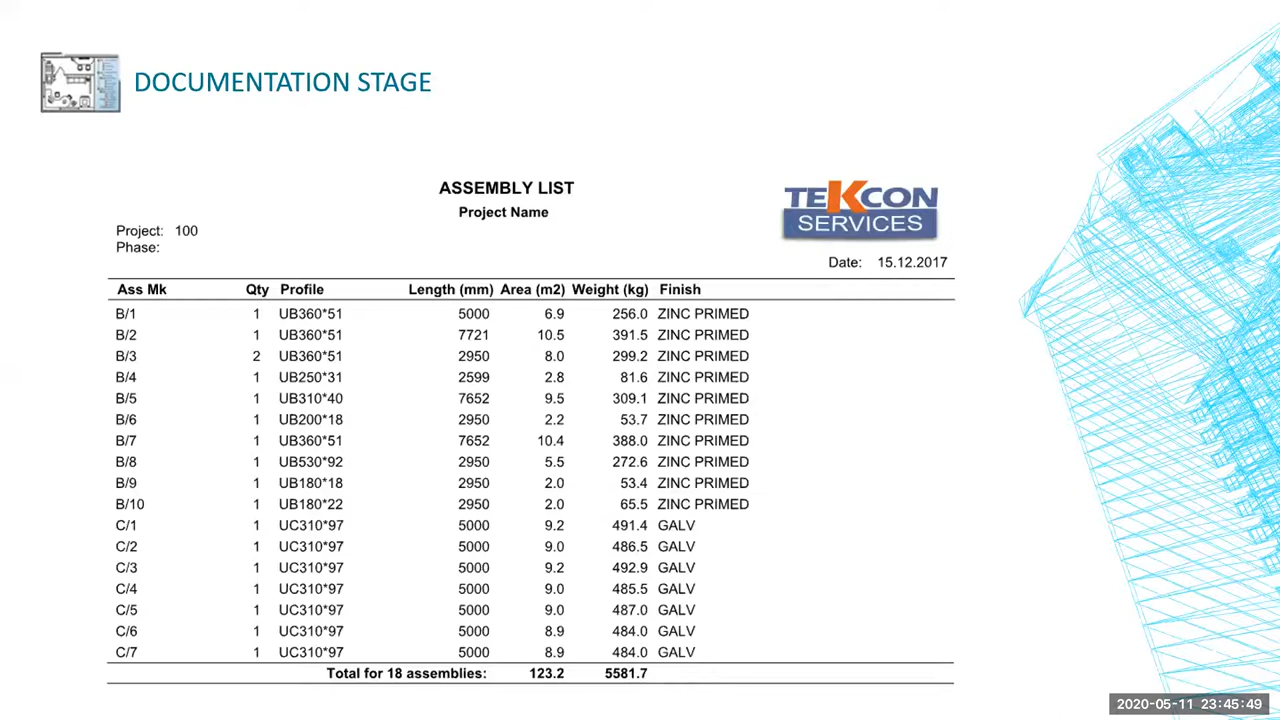 DOCUMENTATION STAGE
ASSEMBLY LIST
Project Name
TEKCON
SERVICES
Project: 100
Phase:
Date: 15.12.2017
Ass Mk Qty Profile Length (mm) Area (m2) Weight (kg) Finish
B/1 1 UB360*51 5000 6.9 256.0 ZINC PRIMED
B/2 1 UB360*51 7721 10.5 391.5 ZINC PRIMED
B/3 2 UB360*51 2950 8.0 299.2 ZINC PRIMED
B/4 1 UB250*31 2599 2.8 81.6 ZINC PRIMED
B/5 1 UB310*40 7652 9.5 309.1 ZINC PRIMED
B/6 1 UB200*18 2950 2.2 53.7 ZINC PRIMED
B/7 1 UB360*51 7652 10.4 388.0 ZINC PRIMED
B/8 1 UB530*92 2950 5.5 272.6 ZINC PRIMED
B/9 1 UB180*18 2950 2.0 53.4 ZINC PRIMED
B/10 1 UB180*22 2950 2.0 65.5 ZINC PRIMED
C/1 1 UC310*97 5000 9.2 491.4 GALV
C/2 1 UC310*97 5000 9.0 486.5 GALV
C/3 1 UC310*97 5000 9.2 492.9 GALV
C/4 1 UC310*97 5000 9.0 485.5 GALV
C/5 1 UC310*97 5000 9.0 487.0 GALV
C/6 1 UC310*97 5000 8.9 484.0 GALV
C/7 1 UC310*97 5000 8.9 484.0 GALV
Total for 18 assemblies: 123.2 5581.7
2020-05-11 23:45:49